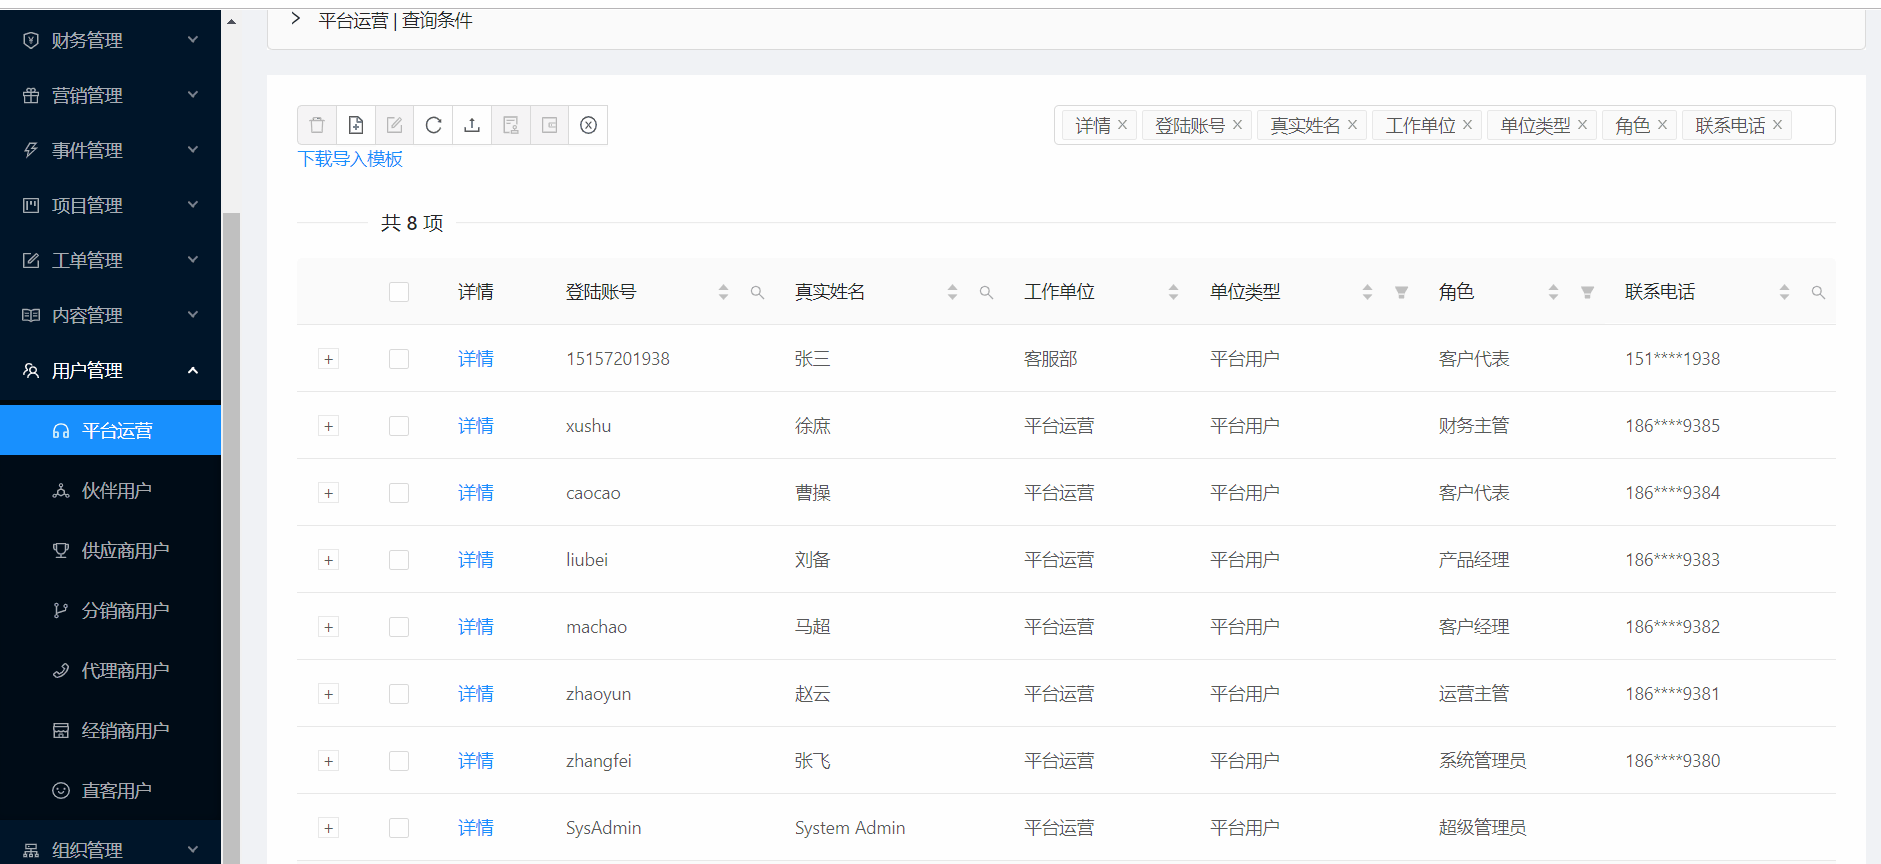 平台运营 | 查询条件
财务管理
营销管理
事件管理
项目管理
工单管理
内容管理
用户管理
平台运营
伙伴用户
供应商用户
分销商用户
代理商用户
经销商用户
直客用户
组织管理
详情 登陆账号 真实姓名 工作单位 单位类型 角色 联系电话
下载导入模板
共 8 项
详情 登陆账号 真实姓名 工作单位 单位类型 角色 联系电话
详情 15157201938 张三 客服部 平台用户 客户代表 151****1938
详情 xushu 徐庶 平台运营 平台用户 财务主管 186****9385
详情 caocao 曹操 平台运营 平台用户 客户代表 186****9384
详情 liubei 刘备 平台运营 平台用户 产品经理 186****9383
详情 machao 马超 平台运营 平台用户 客户经理 186****9382
详情 zhaoyun 赵云 平台运营 平台用户 运营主管 186****9381
详情 zhangfei 张飞 平台运营 平台用户 系统管理员 186****9380
详情 SysAdmin System Admin 平台运营 平台用户 超级管理员